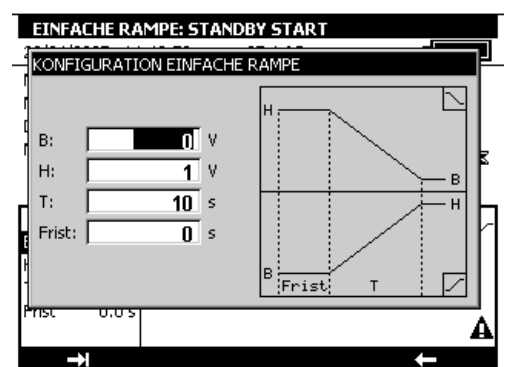 EINFACHE RAMPE: STANDBY START
KONFIGURATION EINFACHE RAMPE
B: 0 V
H: 1 V
T: 10 s
Frist: 0 s
H
B
H
B
Frist T
Frist 0.0 s